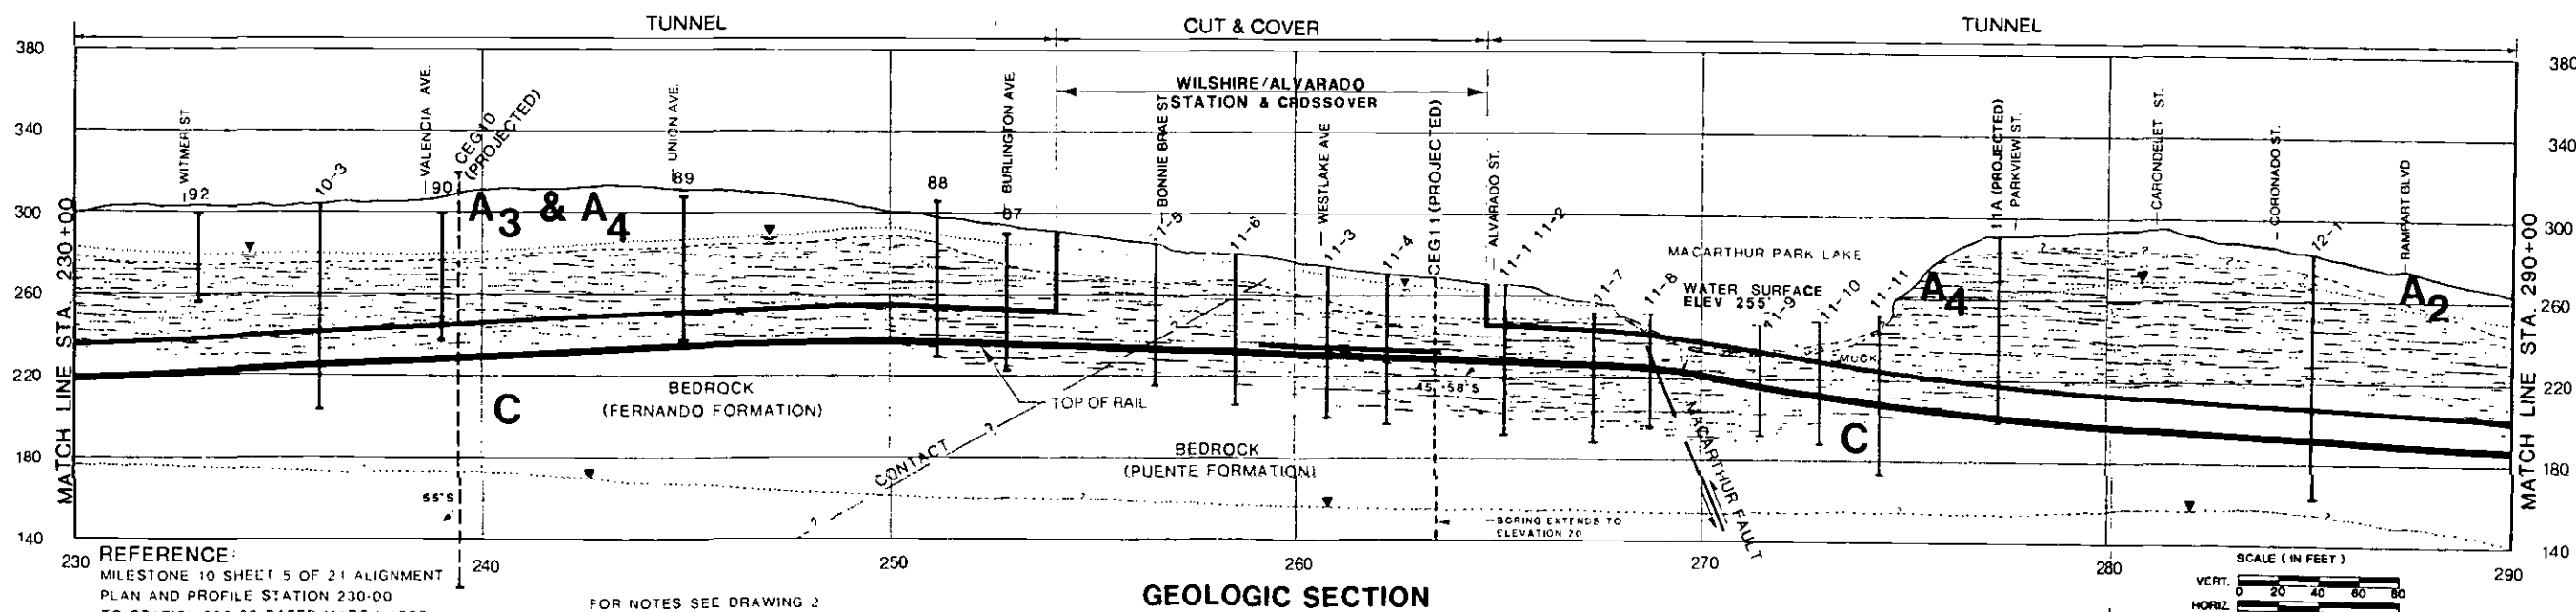 TUNNEL
CUT & COVER
TUNNEL
380
340
300
260
220
180
140
MATCH LINE STA. 230+00
WITMER ST
92
10-3
VALENCIA AVE.
90
CEG 10
(PROJECTED)
A3 & A4
UNION AVE.
89
88
BURLINGTON AVE.
87
WILSHIRE/ALVARADO
STATION & CROSSOVER
BONNIE BRAE ST
11-6
WESTLAKE AVE
11-3
11-4
CEG 11 (PROJECTED)
ALVARADO ST.
11-1
11-2
11-7
11-8
MACARTHUR PARK LAKE
WATER SURFACE
ELEV 255'
11-9
11-10
11-11
A4
11A (PROJECTED)
PARKVIEW ST.
CARONDELET ST.
CORONADO ST.
12-1
RAMPART BLVD
A2
MUCK
BEDROCK
(FERNANDO FORMATION)
C
TOP OF RAIL
CONTACT
?
?
BEDROCK
(PUENTE FORMATION)
MACARTHUR FAULT
C
55°S
BORING EXTENDS TO
ELEVATION 20
380
340
300
260
220
180
140
MATCH LINE STA. 290+00
230
240
250
260
270
280
290
REFERENCE:
MILESTONE 10 SHEET 5 OF 21 ALIGNMENT
PLAN AND PROFILE STATION 230-00
FOR NOTES SEE DRAWING 2
GEOLOGIC SECTION
SCALE (IN FEET)
VERT.
0 20 40 60 80
HORIZ